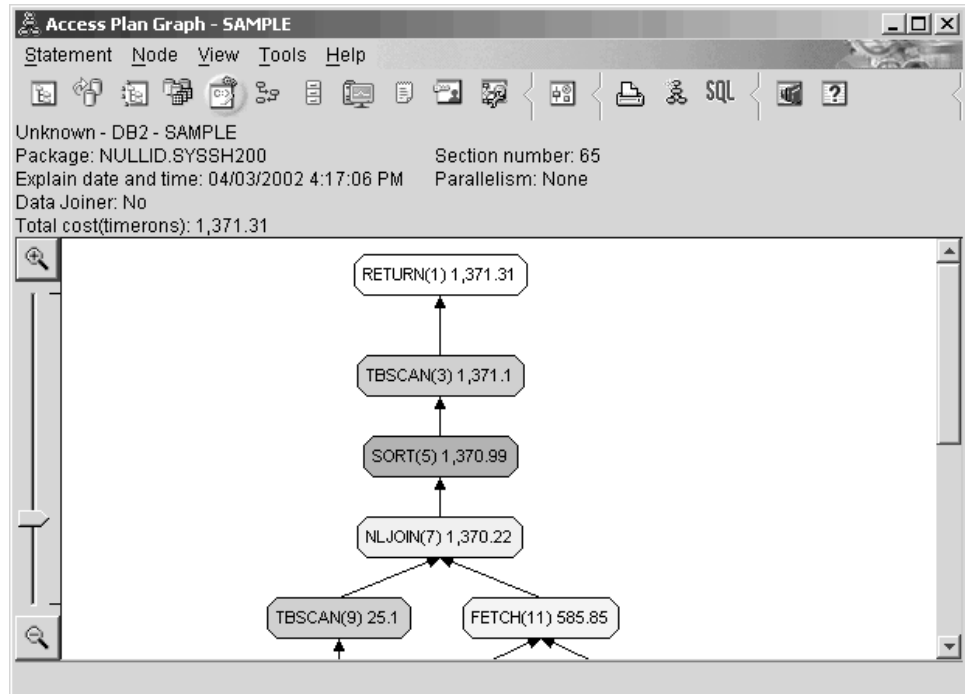 Access Plan Graph - SAMPLE
Statement Node View Tools Help
SQL ?
Unknown - DB2 - SAMPLE
Package: NULLID.SYSSH200 Section number: 65
Explain date and time: 04/03/2002 4:17:06 PM Parallelism: None
Data Joiner: No
Total cost(timerons): 1,371.31
RETURN(1) 1,371.31
TBSCAN(3) 1,371.1
SORT(5) 1,370.99
NLJOIN(7) 1,370.22
TBSCAN(9) 25.1 FETCH(11) 585.85